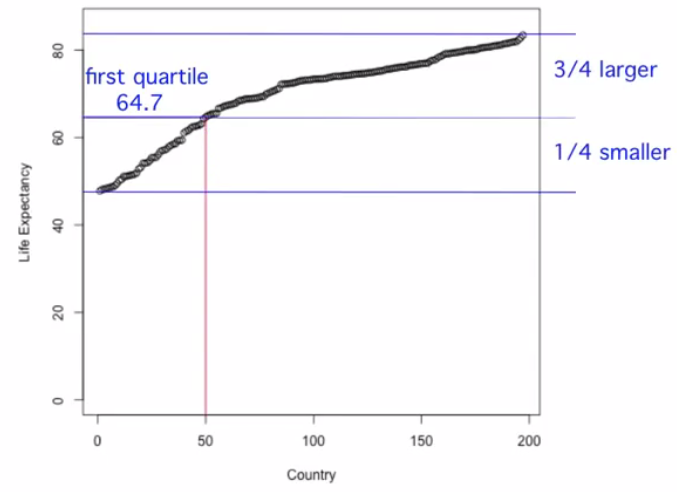 80
60
40
20
0
Life Expectancy
first quartile
64.7
3/4 larger
1/4 smaller
0
50
100
150
200
Country